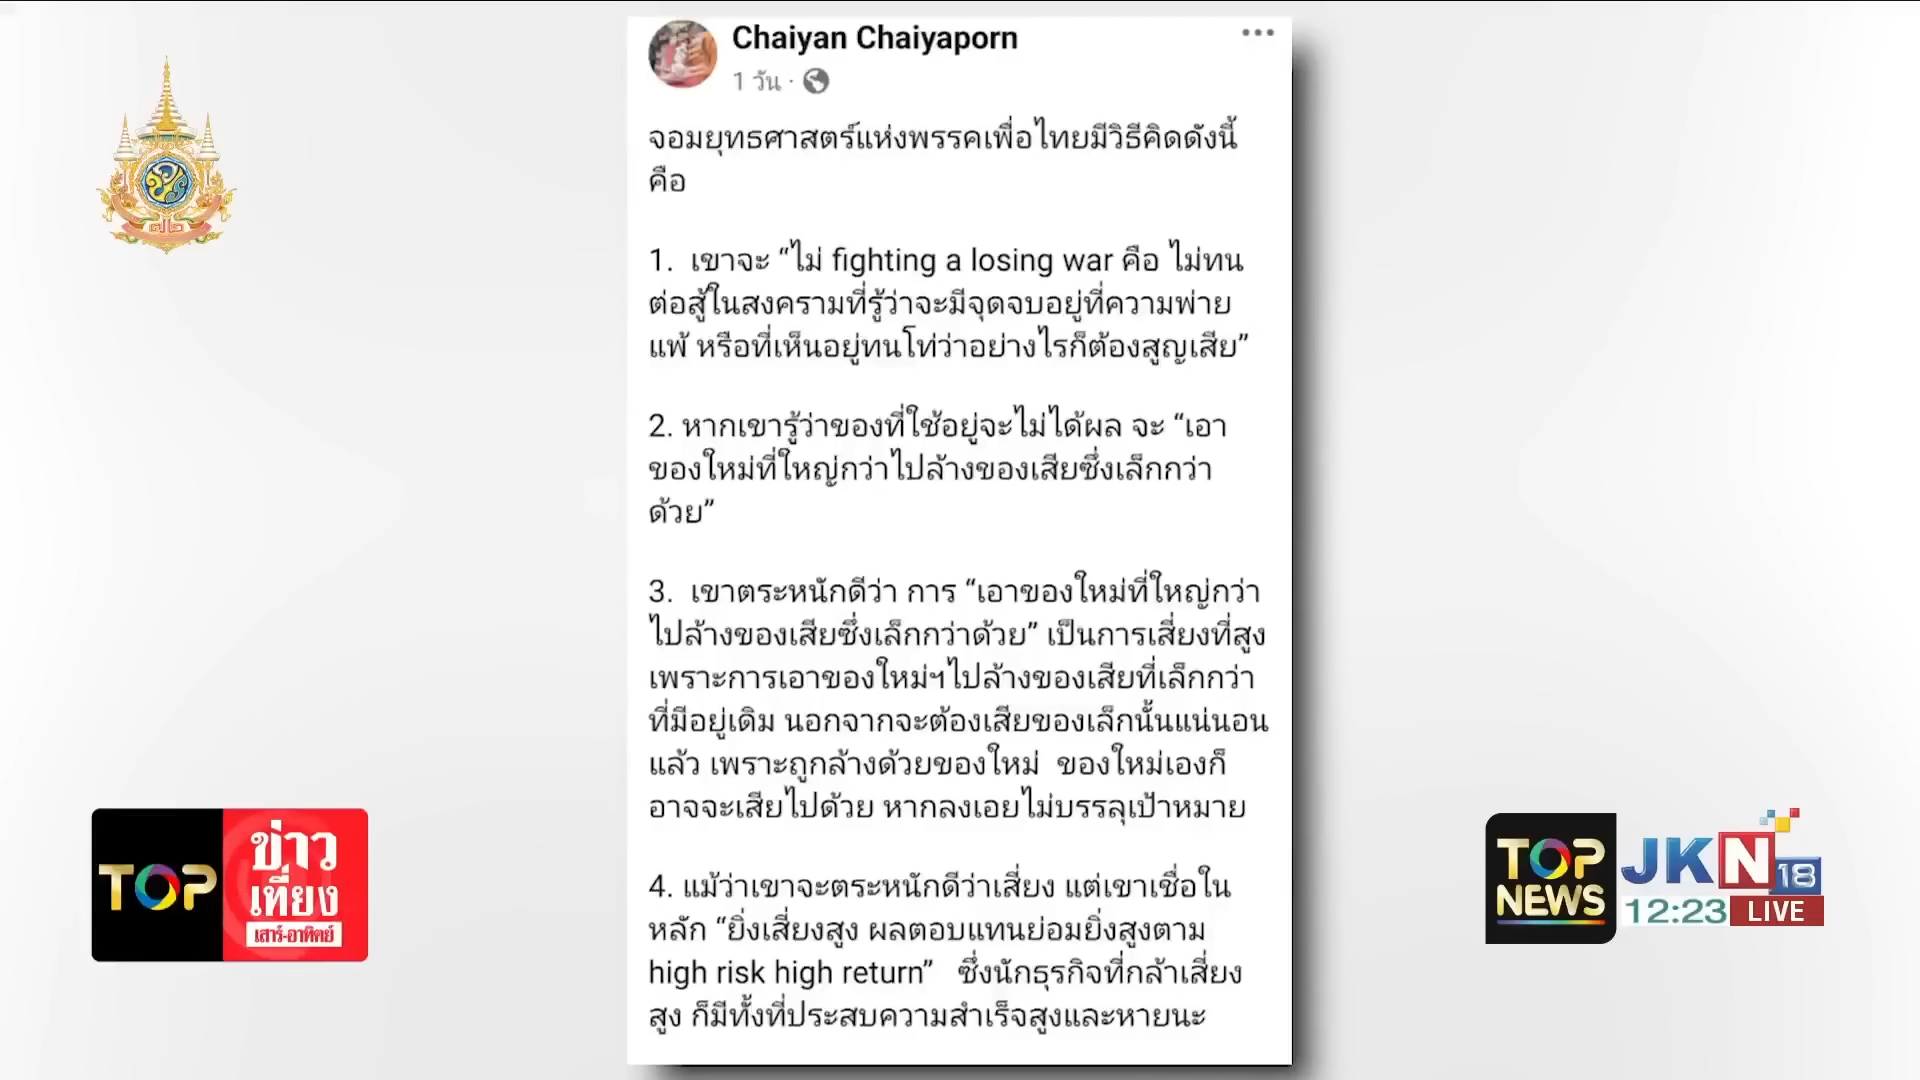 Chaiyan Chaiyaporn
1 วัน ·
จอมยุทธศาสตร์แห่งพรรคเพื่อไทยมีวิธีคิดดังนี้
คือ
1. เขาจะ “ไม่ fighting a losing war คือ ไม่ทน
ต่อสู้ในสงครามที่รู้ว่าจะมีจุดจบอยู่ที่ความพ่าย
แพ้ หรือที่เห็นอยู่ทนโท่ว่าอย่างไรก็ต้องสูญเสีย”
2. หากเขารู้ว่าของที่ใช้อยู่จะไม่ได้ผล จะ “เอา
ของใหม่ที่ใหญ่กว่าไปล้างของเสียซึ่งเล็กกว่า
ด้วย”
3. เขาตระหนักดีว่า การ “เอาของใหม่ที่ใหญ่กว่า
ไปล้างของเสียซึ่งเล็กกว่าด้วย” เป็นการเสี่ยงที่สูง
เพราะการเอาของใหม่ฯไปล้างของเสียที่เล็กกว่า
ที่มีอยู่เดิม นอกจากจะต้องเสียของเล็กนั้นแน่นอน
แล้ว เพราะถูกล้างด้วยของใหม่ ของใหม่เองก็
อาจจะเสียไปด้วย หากลงเอยไม่บรรลุเป้าหมาย
4. แม้ว่าเขาจะตระหนักดีว่าเสี่ยง แต่เขาเชื่อใน
หลัก “ยิ่งเสี่ยงสูง ผลตอบแทนย่อมยิ่งสูงตาม
high risk high return” ซึ่งนักธุรกิจที่กล้าเสี่ยง
สูง ก็มีทั้งที่ประสบความสำเร็จสูงและหายนะ
๗๒
TOP
ข่าว
เที่ยง
เสาร์-อาทิตย์
TOP
NEWS
JKN
18
12:23 LIVE